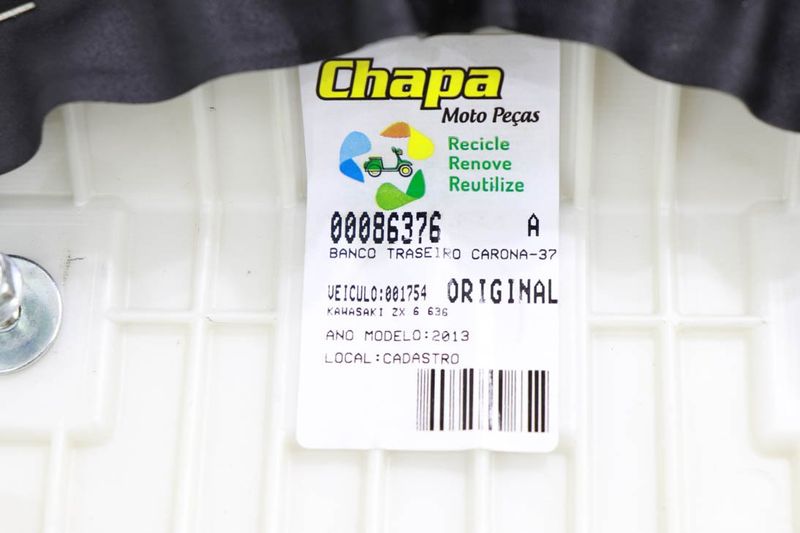 Chapa
Moto Peças
Recicle
Renove
Reutilize
00086376 A
BANCO TRASEIRO CARONA-37
VEICULO:001754 ORIGINAL
KAWASAKI ZX 6 636
ANO MODELO:2013
LOCAL:CADASTRO